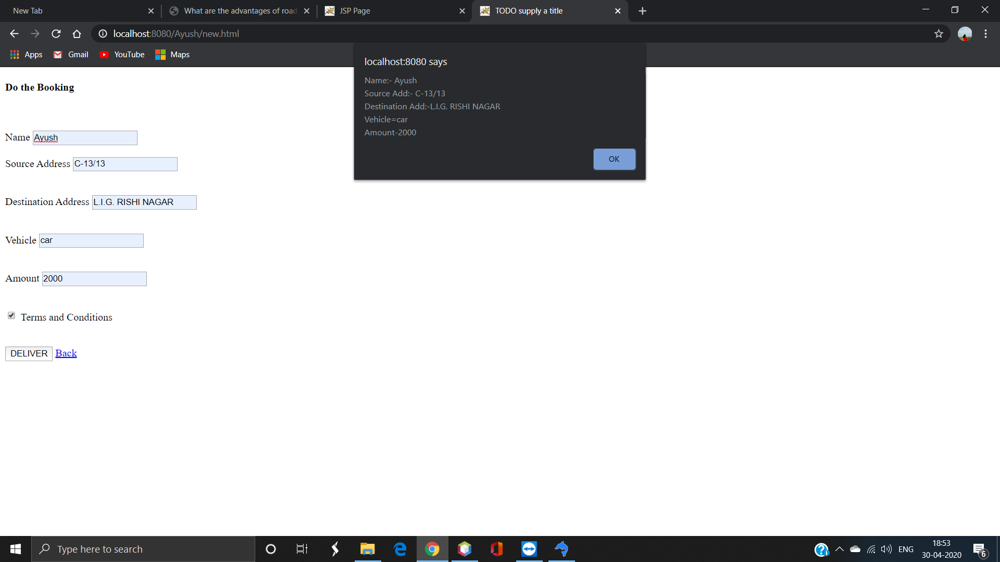 New Tab
What are the advantages of road
JSP Page
TODO supply a title
localhost:8080/Ayush/new.html
Apps
Gmail
YouTube
Maps
localhost:8080 says
Name:- Ayush
Source Add:- C-13/13
Destination Add:-L.I.G. RISHI NAGAR
Vehicle=car
Amount-2000
OK
Do the Booking
Name Ayush
Source Address C-13/13
Destination Address L.I.G. RISHI NAGAR
Vehicle car
Amount 2000
Terms and Conditions
DELIVER Back
Type here to search
ENG
18:53
30-04-2020
6